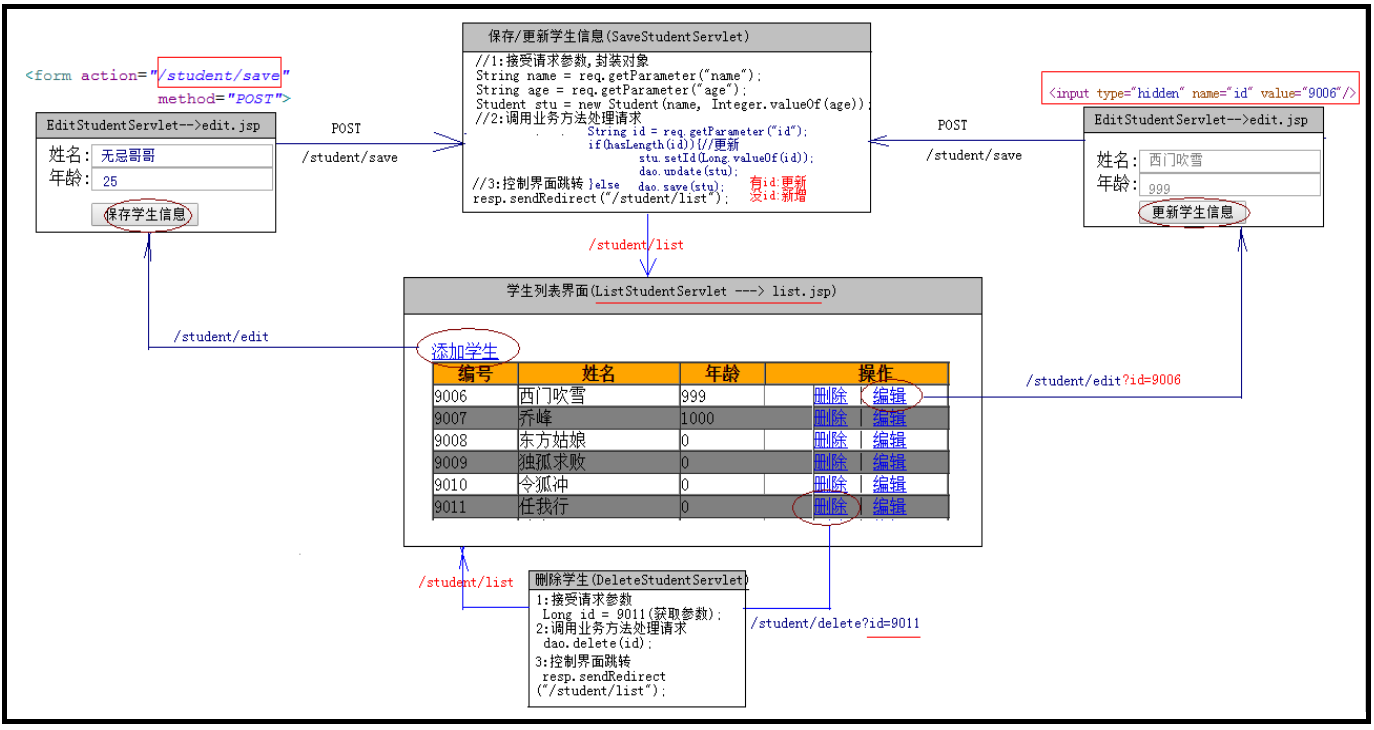 保存/更新学生信息(SaveStudentServlet)
//1:接受请求参数,封装对象
String name = req.getParameter("name");
String age = req.getParameter("age");
Student stu = new Student(name, Integer.valueOf(age));
//2:调用业务方法处理请求
String id = req.getParameter("id");
if(hasLength(id)){//更新
stu.setId(Long.valueOf(id));
dao.update(stu);
//3:控制界面跳转 }else dao.save(stu);
resp.sendRedirect("/student/list");
有id:更新
没id:新增
<form action="/student/save"
method="POST">
EditStudentServlet-->edit.jsp
姓名: 无忌哥哥
年龄: 25
保存学生信息
POST
/student/save
<input type="hidden" name="id" value="9006"/>
EditStudentServlet-->edit.jsp
姓名: 西门吹雪
年龄: 999
更新学生信息
POST
/student/save
/student/list
学生列表界面(ListStudentServlet ---> list.jsp)
/student/edit
添加学生
编号 姓名 年龄 操作
9006 西门吹雪 999 删除 | 编辑
9007 乔峰 1000 删除 | 编辑
9008 东方姑娘 0 删除 | 编辑
9009 独孤求败 0 删除 | 编辑
9010 令狐冲 0 删除 | 编辑
9011 任我行 0 删除 | 编辑
/student/edit?id=9006
/student/list
删除学生(DeleteStudentServlet)
1:接受请求参数
Long id = 9011(获取参数);
2:调用业务方法处理请求
dao.delete(id);
3:控制界面跳转
resp.sendRedirect
("/student/list");
/student/delete?id=9011